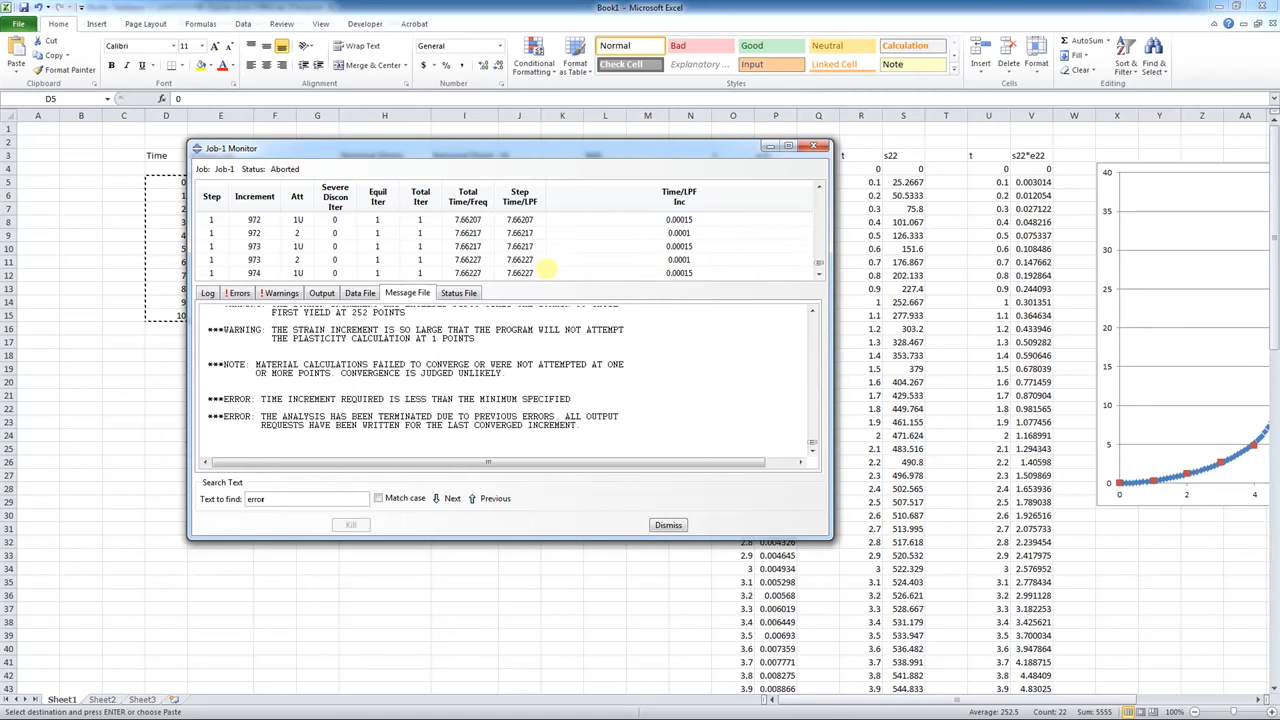 Book1 - Microsoft Excel
File Home Insert Page Layout Formulas Data Review View Developer Acrobat
Cut
Copy
Format Painter
Paste
Clipboard
Calibri 11
B I U
Font
Wrap Text
Merge & Center
Alignment
General
$ % ,
Number
Conditional Formatting
Format as Table
Normal Bad Good Neutral Calculation
Check Cell Explanatory ... Input Linked Cell Note
Styles
Insert Delete Format
Cells
AutoSum
Fill
Clear
Sort & Filter
Find & Select
Editing
D5 fx 0
A B C D E F G H I J K L M N O P Q R S T U V W X Y Z AA
Time t s22 t s22*e22
Job-1 Monitor
Job: Job-1 Status: Aborted
Step Increment Att Severe Discon Iter Equil Iter Total Iter Total Time/Freq Step Time/LPF Time/LPF Inc
1 972 1U 0 1 1 7.66207 7.66207 0.00015
1 972 2 0 1 1 7.66217 7.66217 0.0001
1 973 1U 0 1 1 7.66217 7.66217 0.00015
1 973 2 0 1 1 7.66227 7.66227 0.0001
1 974 1U 0 1 1 7.66227 7.66227 0.00015
Log ! Errors ! Warnings Output Data File Message File Status File
FIRST YIELD AT 252 POINTS
***WARNING: THE STRAIN INCREMENT IS SO LARGE THAT THE PROGRAM WILL NOT ATTEMPT
THE PLASTICITY CALCULATION AT 1 POINTS
***NOTE: MATERIAL CALCULATIONS FAILED TO CONVERGE OR WERE NOT ATTEMPTED AT ONE
OR MORE POINTS. CONVERGENCE IS JUDGED UNLIKELY.
***ERROR: TIME INCREMENT REQUIRED IS LESS THAN THE MINIMUM SPECIFIED
***ERROR: THE ANALYSIS HAS BEEN TERMINATED DUE TO PREVIOUS ERRORS. ALL OUTPUT
REQUESTS HAVE BEEN WRITTEN FOR THE LAST CONVERGED INCREMENT.
Search Text
Text to find: error Match case Next Previous
Kill Dismiss
0 0 0 0
0.1 25.2667 0.1 0.003014
0.2 50.5333 0.2 0.012054
0.3 75.8 0.3 0.027122
0.4 101.067 0.4 0.048216
0.5 126.333 0.5 0.075337
0.6 151.6 0.6 0.108486
0.7 176.867 0.7 0.147662
0.8 202.133 0.8 0.192864
0.9 227.4 0.9 0.244093
1 252.667 1 0.301351
1.1 277.933 1.1 0.364634
1.2 303.2 1.2 0.433946
1.3 328.467 1.3 0.509282
1.4 353.733 1.4 0.590646
1.5 379 1.5 0.678039
1.6 404.267 1.6 0.771459
1.7 429.533 1.7 0.870904
1.8 449.764 1.8 0.981565
1.9 461.155 1.9 1.077456
2 471.624 2 1.168991
2.1 483.516 2.1 1.294343
2.2 490.8 2.2 1.40598
2.3 496.978 2.3 1.509869
2.4 502.565 2.4 1.653936
2.5 507.517 2.5 1.789038
2.6 510.687 2.6 1.926516
2.7 513.995 2.7 2.075733
2.8 0.004326 2.8 517.618 2.8 2.239454
2.9 0.004645 2.9 520.532 2.9 2.417975
3 0.004965 3 522.329 3 2.576952
3.1 0.005298 3.1 524.403 3.1 2.778434
3.2 0.00568 3.2 526.621 3.2 2.958493
3.3 0.006019 3.3 528.667 3.3 3.182253
3.4 0.006449 3.4 531.179 3.4 3.425621
3.5 0.00693 3.5 533.947 3.5 3.700034
3.6 0.007359 3.6 536.482 3.6 3.947864
3.7 0.007771 3.7 538.991 3.7 4.188715
3.8 0.008275 3.8 541.882 3.8 4.48409
3.9 0.008866 3.9 544.833 3.9 4.83025
40
35
30
25
20
15
10
5
0
0 2 4
Sheet1 Sheet2 Sheet3
Select destination and press ENTER or choose Paste Average: 252.5 Count: 22 Sum: 5555 100%